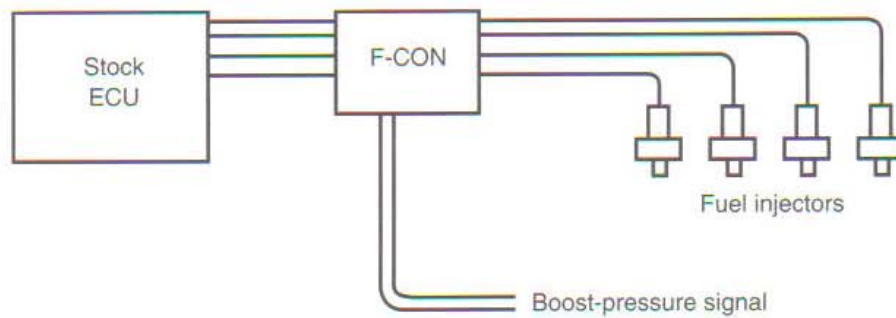 Stock
ECU
F-CON
Fuel injectors
Boost-pressure signal